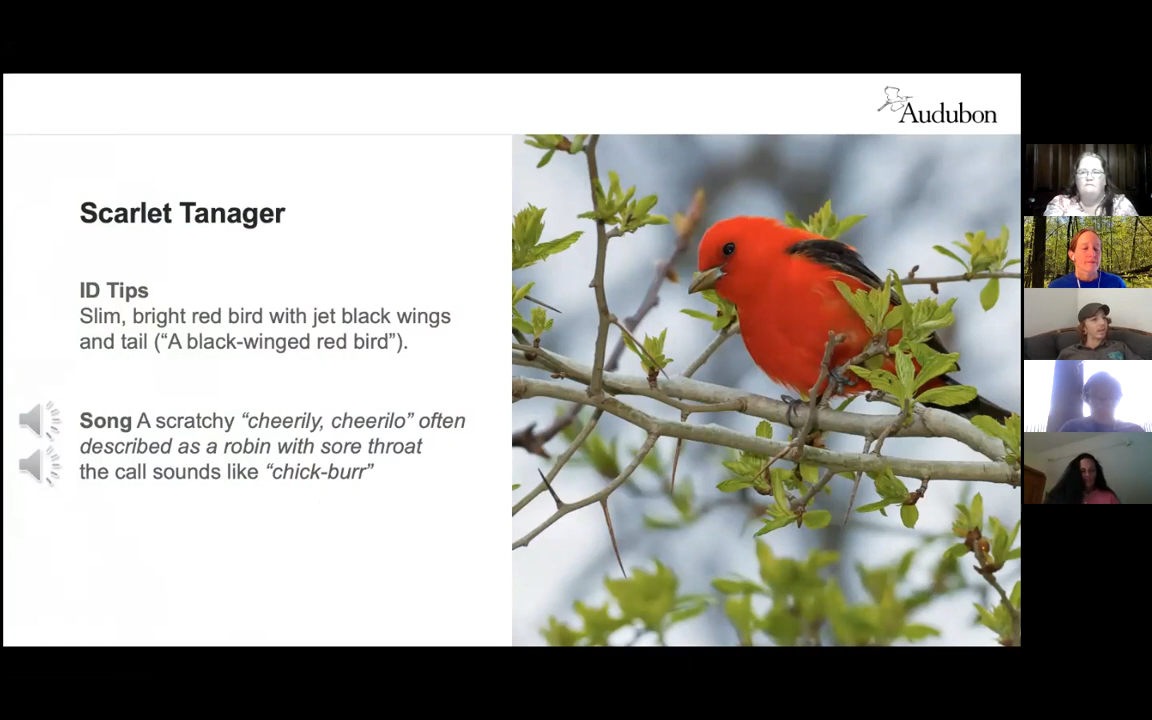 Audubon
Scarlet Tanager
ID Tips
Slim, bright red bird with jet black wings
and tail (“A black-winged red bird”).
Song A scratchy “cheerily, cheerilo” often
described as a robin with sore throat
the call sounds like “chick-burr”